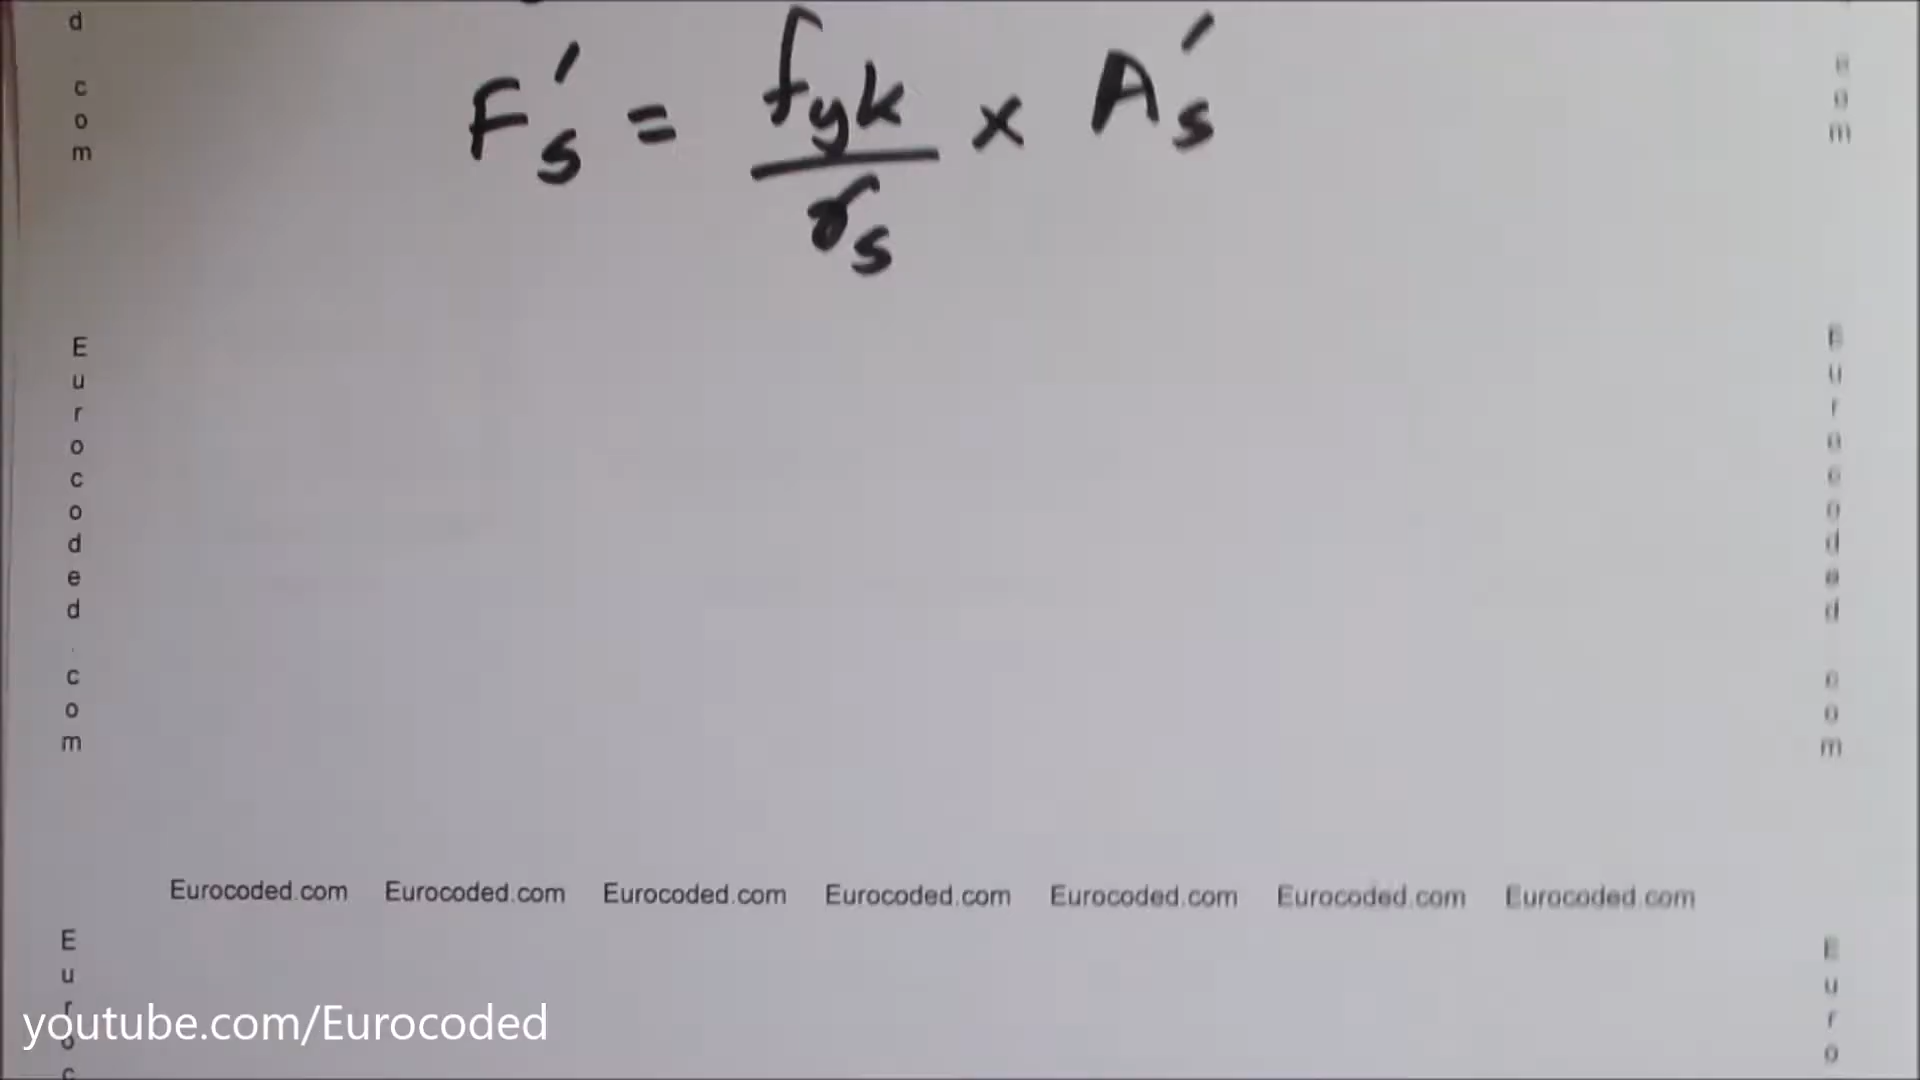 d
c
o
m
F's = fyk/γs × A's
e
o
m
E
u
r
o
c
o
d
e
d
.
c
o
m
E
u
r
o
c
o
d
e
d
c
o
m
Eurocoded.com Eurocoded.com Eurocoded.com Eurocoded.com Eurocoded.com Eurocoded.com Eurocoded.com
E
u
r
o
c
E
u
r
o
youtube.com/Eurocoded